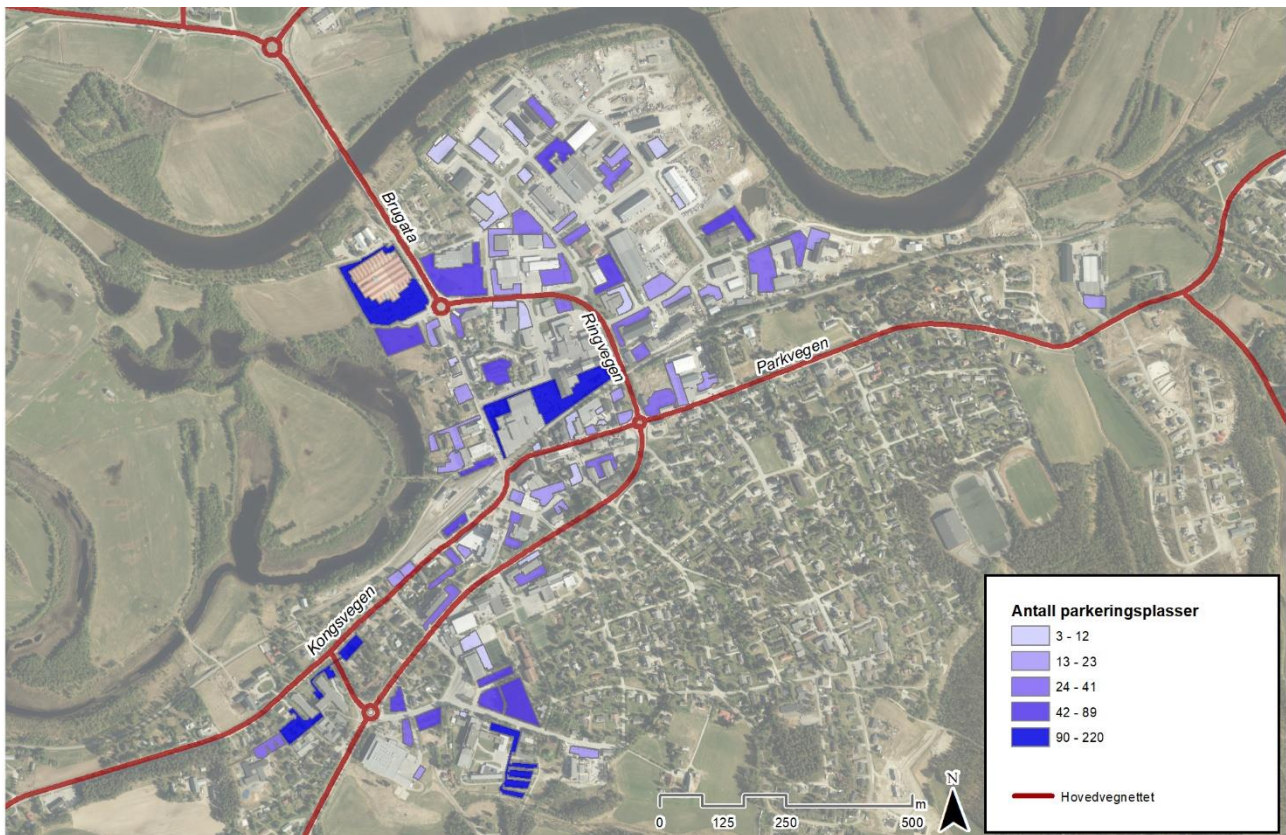 Brugata
Ringvegen
Parkvegen
Kongsvegen
Antall parkeringsplasser
3 - 12
13 - 23
24 - 41
42 - 89
90 - 220
Hovedvegnettet
N
m
0 125 250 500